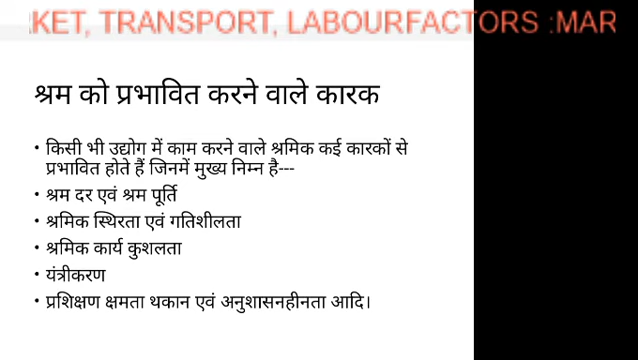 KET, TRANSPORT, LABOURFACTORS :MAR
श्रम को प्रभावित करने वाले कारक
• किसी भी उद्योग में काम करने वाले श्रमिक कई कारकों से
प्रभावित होते हैं जिनमें मुख्य निम्न है---
• श्रम दर एवं श्रम पूर्ति
• श्रमिक स्थिरता एवं गतिशीलता
• श्रमिक कार्य कुशलता
• यंत्रीकरण
• प्रशिक्षण क्षमता थकान एवं अनुशासनहीनता आदि।